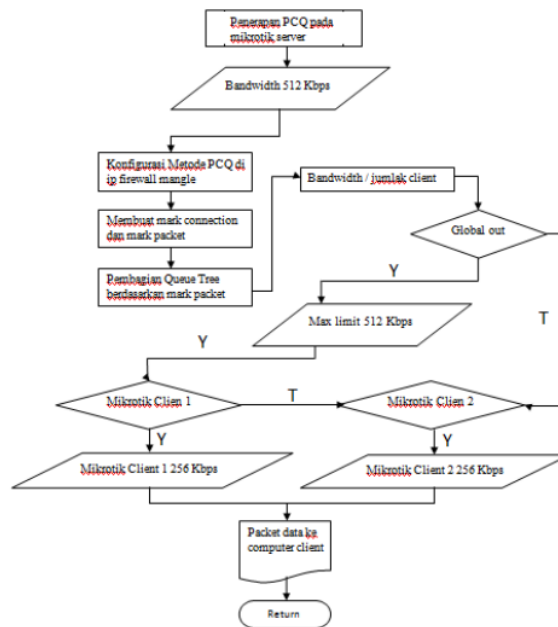 Penerapan PCQ pada
mikrotik server
Bandwidth 512 Kbps
Konfigurasi Metode PCQ di
ip firewall mangle
Membuat mark connection
dan mark packet
Pembagian Queue Tree
berdasarkan mark packet
Bandwidth / jumlak client
Global out
Y
T
Max limit 512 Kbps
Y
Mikrotik Clien 1
T
Mikrotik Clien 2
Y
Y
Mikrotik Client 1 256 Kbps
Mikrotik Client 2 256 Kbps
Packet data ke
computer client
Return